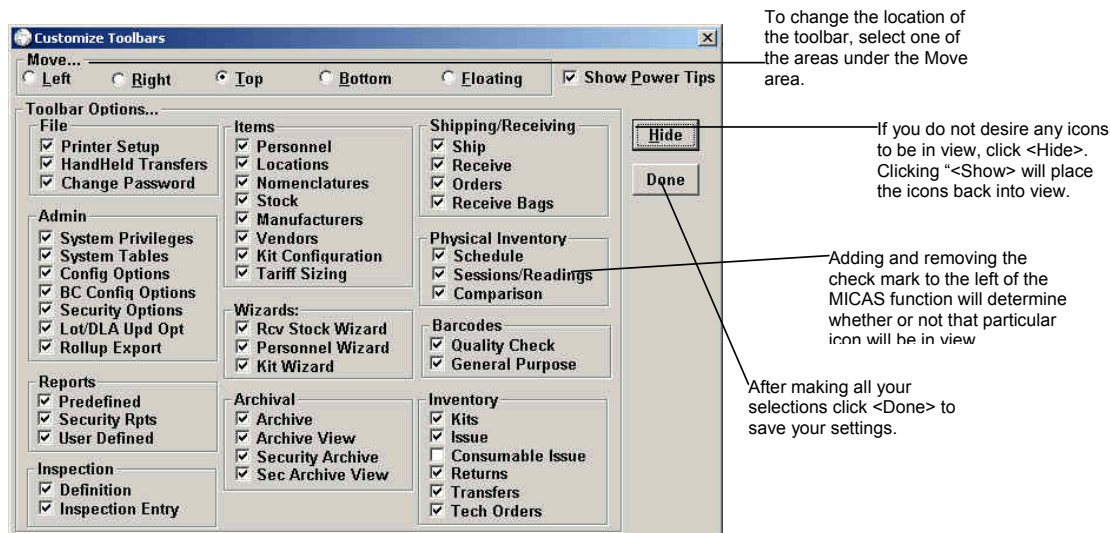 Customize Toolbars
Move...
Left Right Top Bottom Floating Show Power Tips
Toolbar Options...
File
Printer Setup
HandHeld Transfers
Change Password
Admin
System Privileges
System Tables
Config Options
BC Config Options
Security Options
Lot/DLA Upd Opt
Rollup Export
Reports
Predefined
Security Rpts
User Defined
Inspection
Definition
Inspection Entry
Items
Personnel
Locations
Nomenclatures
Stock
Manufacturers
Vendors
Kit Configuration
Tariff Sizing
Wizards:
Rcv Stock Wizard
Personnel Wizard
Kit Wizard
Archival
Archive
Archive View
Security Archive
Sec Archive View
Shipping/Receiving
Ship
Receive
Orders
Receive Bags
Physical Inventory
Schedule
Sessions/Readings
Comparison
Barcodes
Quality Check
General Purpose
Inventory
Kits
Issue
Consumable Issue
Returns
Transfers
Tech Orders
Hide
Done
To change the location of
the toolbar, select one of
the areas under the Move
area.
If you do not desire any icons
to be in view, click <Hide>.
Clicking “<Show> will place
the icons back into view.
Adding and removing the
check mark to the left of the
MICAS function will determine
whether or not that particular
icon will be in view
After making all your
selections click <Done> to
save your settings.